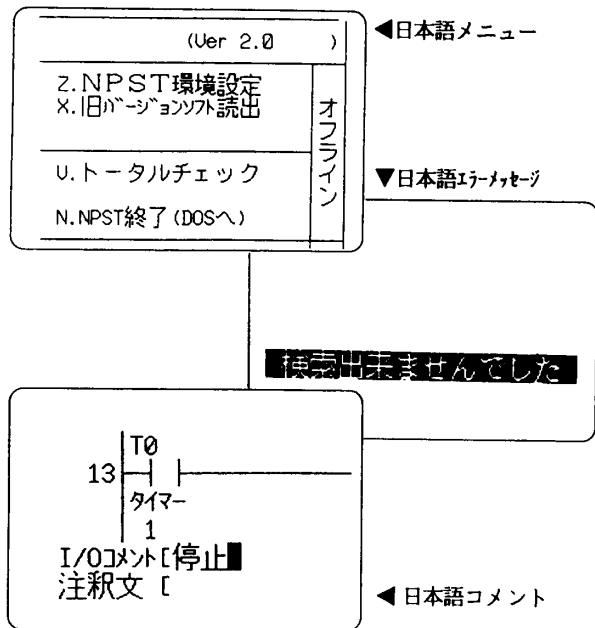 (Ver 2.0 )
◀日本語メニュー
Z.NPST環境設定
X.旧バージョンソフト読出
オフライン
U.トータルチェック
N.NPST終了(DOSへ)
▼日本語エラーメッセージ
検索出来ませんでした
T0
13
タイマー
1
I/Oコメント[停止
注釈文 [
◀日本語コメント